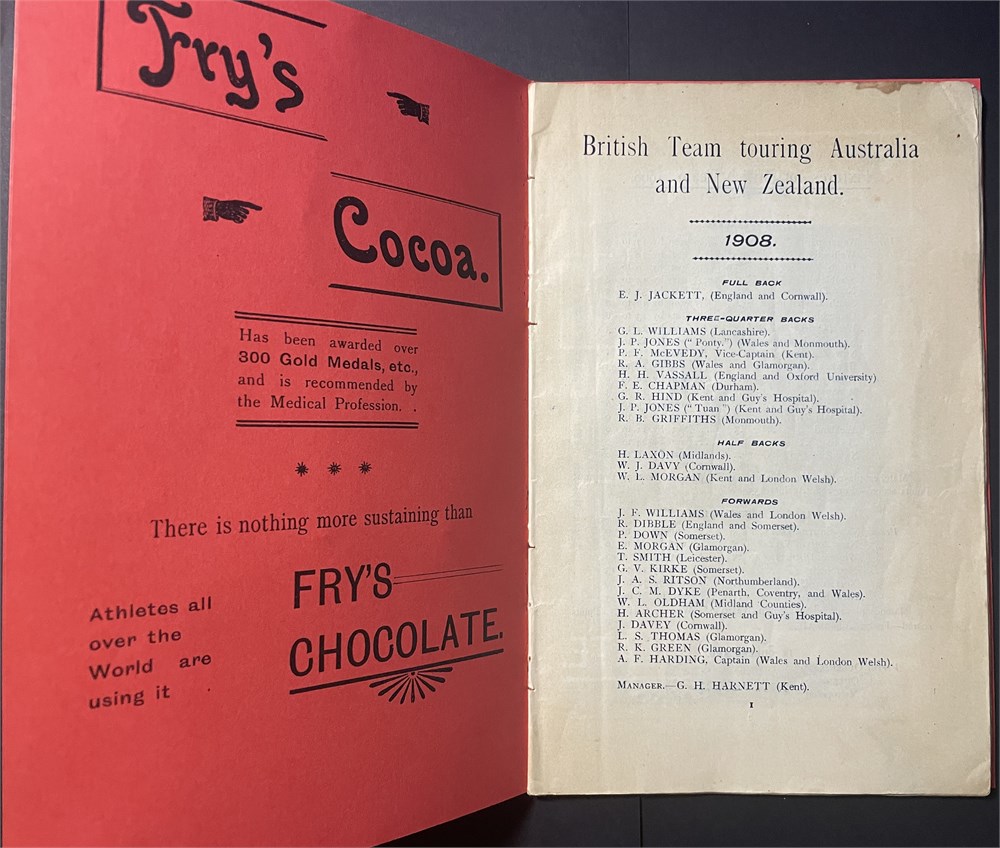 Fry's
Cocoa.
Has been awarded over
300 Gold Medals, etc.,
and is recommended by
the Medical Profession. .
There is nothing more sustaining than
FRY'S
CHOCOLATE.
Athletes all
over the
World are
using it
British Team touring Australia
and New Zealand.
1908.
FULL BACK
E. J. JACKETT, (England and Cornwall).
THREE-QUARTER BACKS
G. L. WILLIAMS (Lancashire).
J. P. JONES (“ Ponty.”) (Wales and Monmouth).
P. F. McEVEDY, Vice-Captain (Kent).
R. A. GIBBS (Wales and Glamorgan).
H. H. VASSALL (England and Oxford University)
F. E. CHAPMAN (Durham).
G. R. HIND (Kent and Guy's Hospital).
J. P. JONES (“ Tuan ”) (Kent and Guy's Hospital).
R. B. GRIFFITHS (Monmouth).
HALF BACKS
H. LAXON (Midlands).
W. J. DAVY (Cornwall).
W. L. MORGAN (Kent and London Welsh).
FORWARDS
J. F. WILLIAMS (Wales and London Welsh).
R. DIBBLE (England and Somerset).
P. DOWN (Somerset).
E. MORGAN (Glamorgan).
T. SMITH (Leicester).
G. V. KIRKE (Somerset).
J. A. S. RITSON (Northumberland).
J. C. M. DYKE (Penarth, Coventry, and Wales).
W. L. OLDHAM (Midland Counties).
H. ARCHER (Somerset and Guy's Hospital).
J. DAVEY (Cornwall).
L. S. THOMAS (Glamorgan).
R. K. GREEN (Glamorgan).
A. F. HARDING, Captain (Wales and London Welsh).
MANAGER.—G. H. HARNETT (Kent).
1